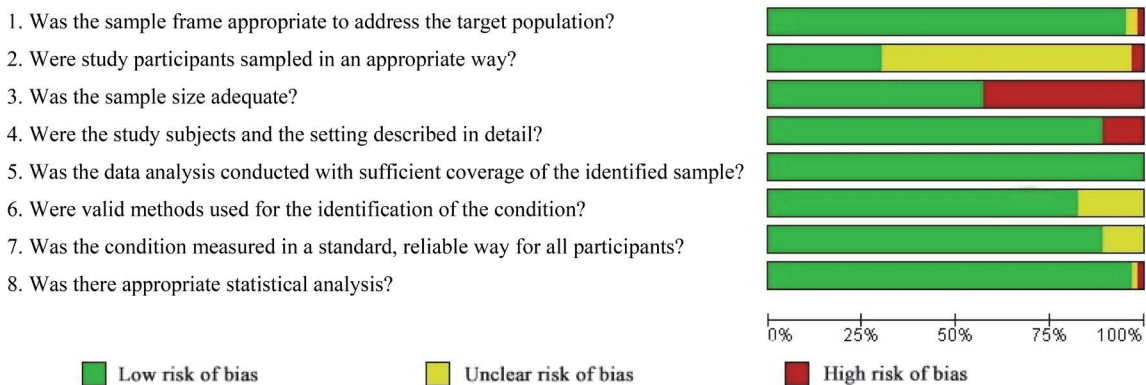 1. Was the sample frame appropriate to address the target population?
2. Were study participants sampled in an appropriate way?
3. Was the sample size adequate?
4. Were the study subjects and the setting described in detail?
5. Was the data analysis conducted with sufficient coverage of the identified sample?
6. Were valid methods used for the identification of the condition?
7. Was the condition measured in a standard, reliable way for all participants?
8. Was there appropriate statistical analysis?
0% 25% 50% 75% 100%
Low risk of bias Unclear risk of bias High risk of bias